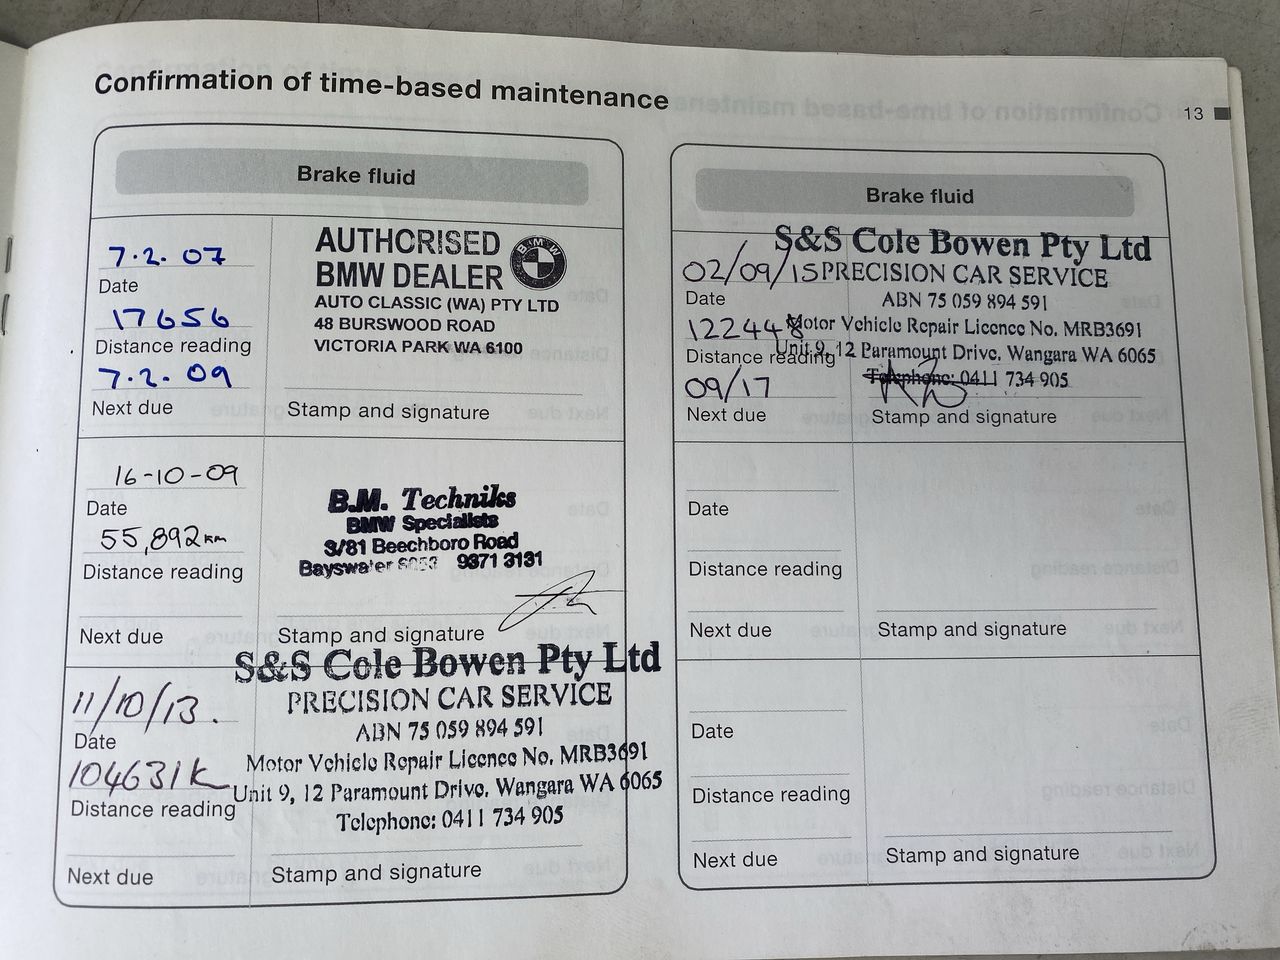 Confirmation of time-based maintenance
13
Brake fluid
7.2.07
Date
17656
Distance reading
7.2.09
Next due
AUTHORISED
BMW DEALER
BMW
AUTO CLASSIC (WA) PTY LTD
48 BURSWOOD ROAD
VICTORIA PARK WA 6100
Stamp and signature
16-10-09
Date
55,892km
Distance reading
Next due
B.M. Techniks
BMW Specialists
3/81 Beechboro Road
Bayswater 9371 3131
Stamp and signature
11/10/13.
Date
104631K
Distance reading
Next due
S&S Cole Bowen Pty Ltd
PRECISION CAR SERVICE
ABN 75 059 894 591
Motor Vehicle Repair Licence No. MRB3691
Unit 9, 12 Paramount Drive, Wangara WA 6065
Telephone: 0411 734 905
Stamp and signature
Brake fluid
02/09/15
Date
122448
Distance reading
09/17
Next due
S&S Cole Bowen Pty Ltd
PRECISION CAR SERVICE
ABN 75 059 894 591
Motor Vehicle Repair Licence No. MRB3691
Unit 9, 12 Paramount Drive, Wangara WA 6065
Telephone: 0411 734 905
Stamp and signature
Date
Distance reading
Next due
Stamp and signature
Date
Distance reading
Next due
Stamp and signature